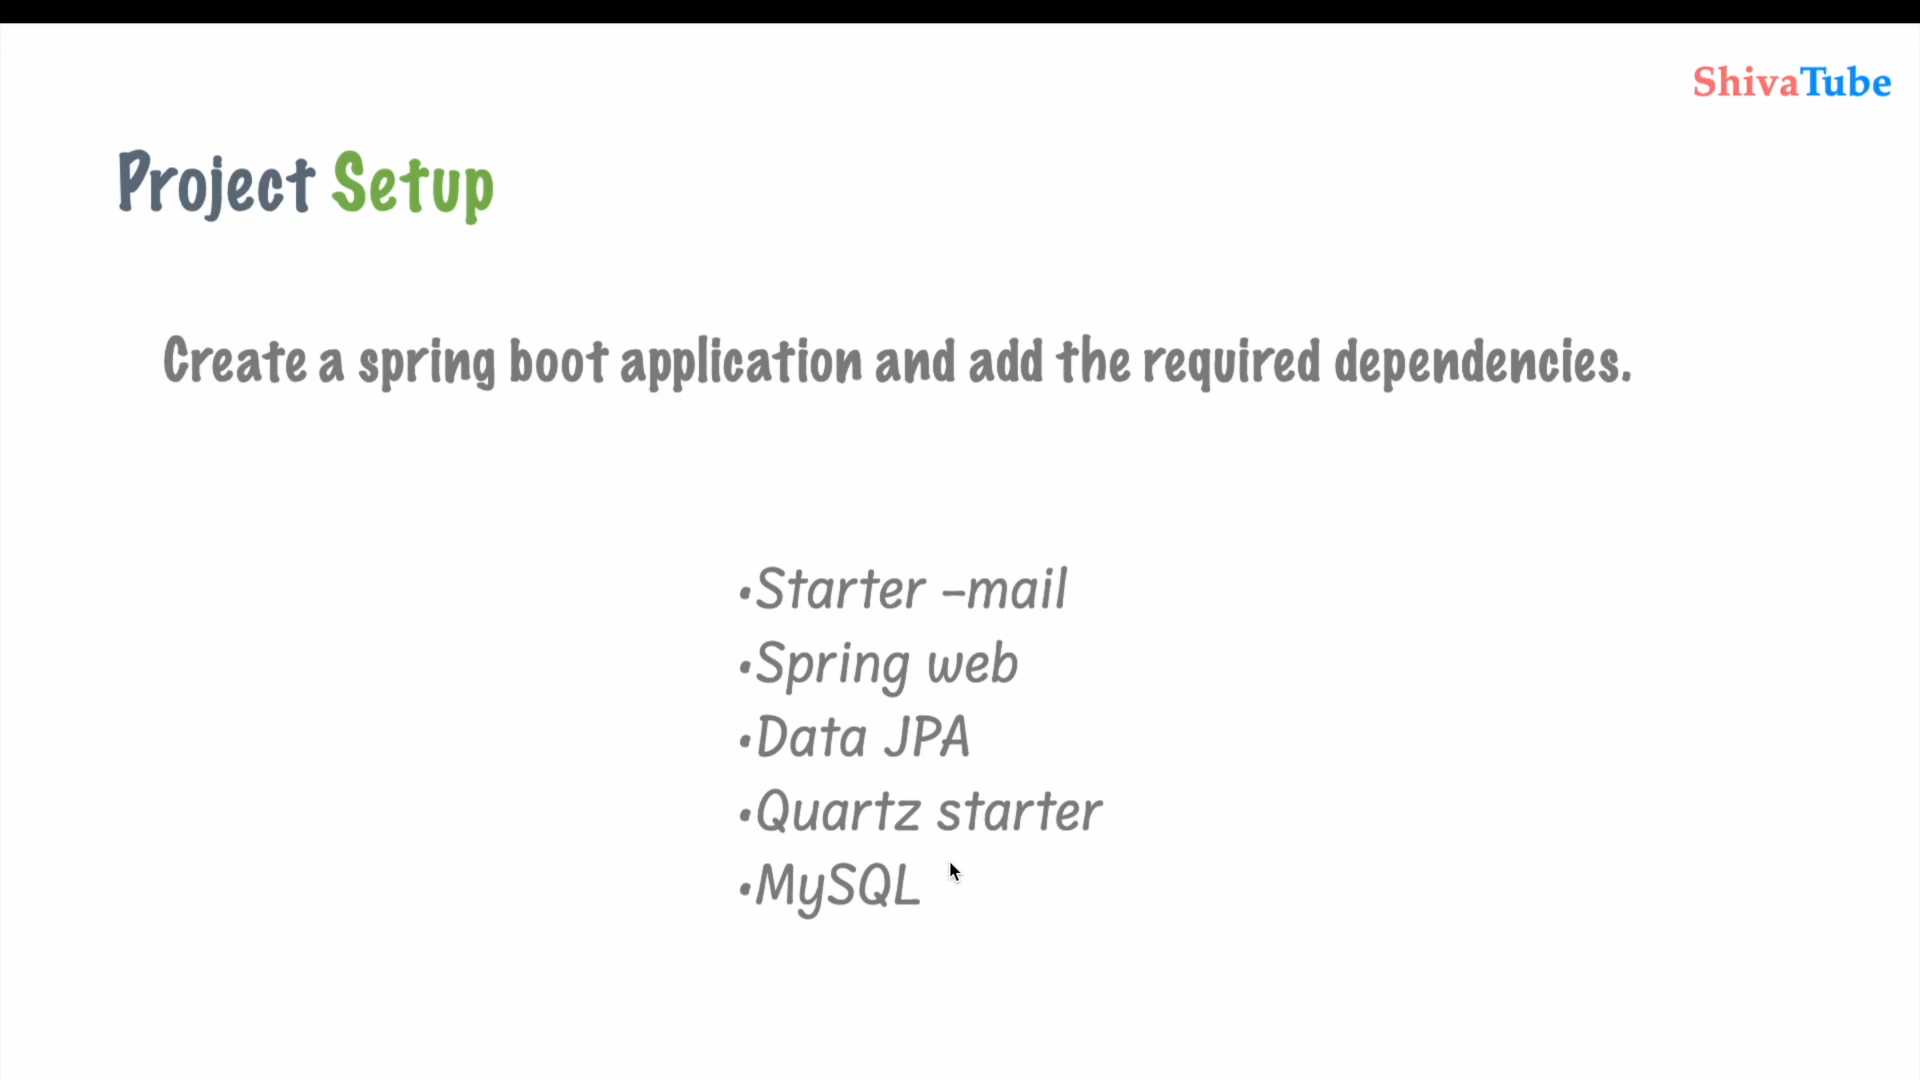 ShivaTube
Project Setup
Create a spring boot application and add the required dependencies.
•Starter –mail
•Spring web
•Data JPA
•Quartz starter
•MySQL